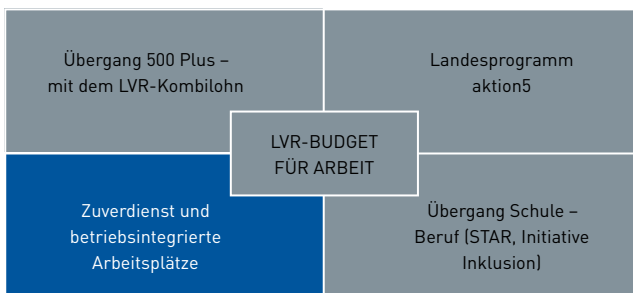 Übergang 500 Plus –
mit dem LVR-Kombilohn
Landesprogramm
aktion5
LVR-BUDGET
FÜR ARBEIT
Zuverdienst und
betriebsintegrierte
Arbeitsplätze
Übergang Schule –
Beruf (STAR, Initiative
Inklusion)